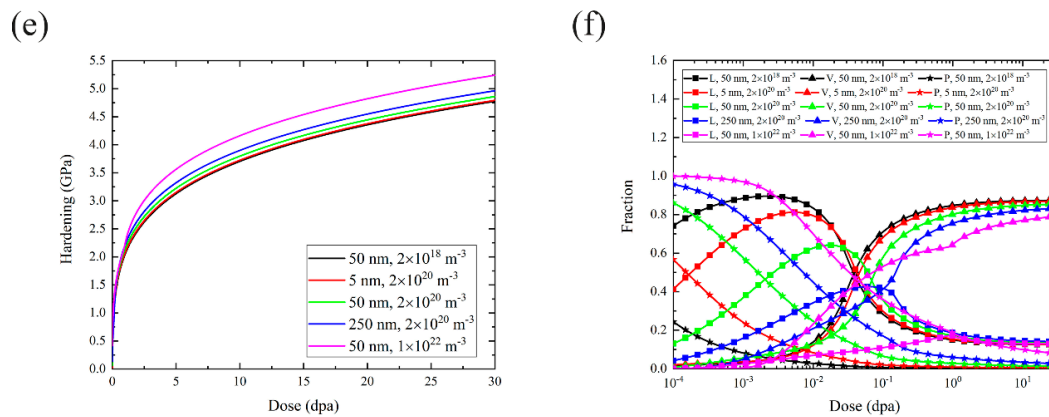 (e)
(f)
5.5
5.0
4.5
4.0
3.5
3.0
2.5
2.0
1.5
1.0
0.5
0.0
Hardening (GPa)
50 nm, 2×10¹⁸ m⁻³
5 nm, 2×10²⁰ m⁻³
50 nm, 2×10²⁰ m⁻³
250 nm, 2×10²⁰ m⁻³
50 nm, 1×10²² m⁻³
0 5 10 15 20 25 30
Dose (dpa)
1.6
1.4
1.2
1.0
0.8
0.6
0.4
0.2
0.0
Fraction
L, 50 nm, 2×10¹⁸ m⁻³ V, 50 nm, 2×10¹⁸ m⁻³ P, 50 nm, 2×10¹⁸ m⁻³
L, 5 nm, 2×10²⁰ m⁻³ V, 5 nm, 2×10²⁰ m⁻³ P, 5 nm, 2×10²⁰ m⁻³
L, 50 nm, 2×10²⁰ m⁻³ V, 50 nm, 2×10²⁰ m⁻³ P, 50 nm, 2×10²⁰ m⁻³
L, 250 nm, 2×10²⁰ m⁻³ V, 250 nm, 2×10²⁰ m⁻³ P, 250 nm, 2×10²⁰ m⁻³
L, 50 nm, 1×10²² m⁻³ V, 50 nm, 1×10²² m⁻³ P, 50 nm, 1×10²² m⁻³
10⁻⁴ 10⁻³ 10⁻² 10⁻¹ 10⁰ 10¹
Dose (dpa)